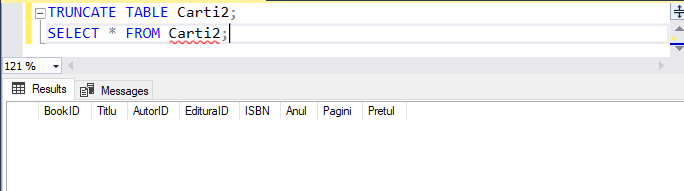 TRUNCATE TABLE Carti2;
SELECT * FROM Carti2;
121 %
Results Messages
BookID Titlu AutorID EdituraID ISBN Anul Pagini Pretul